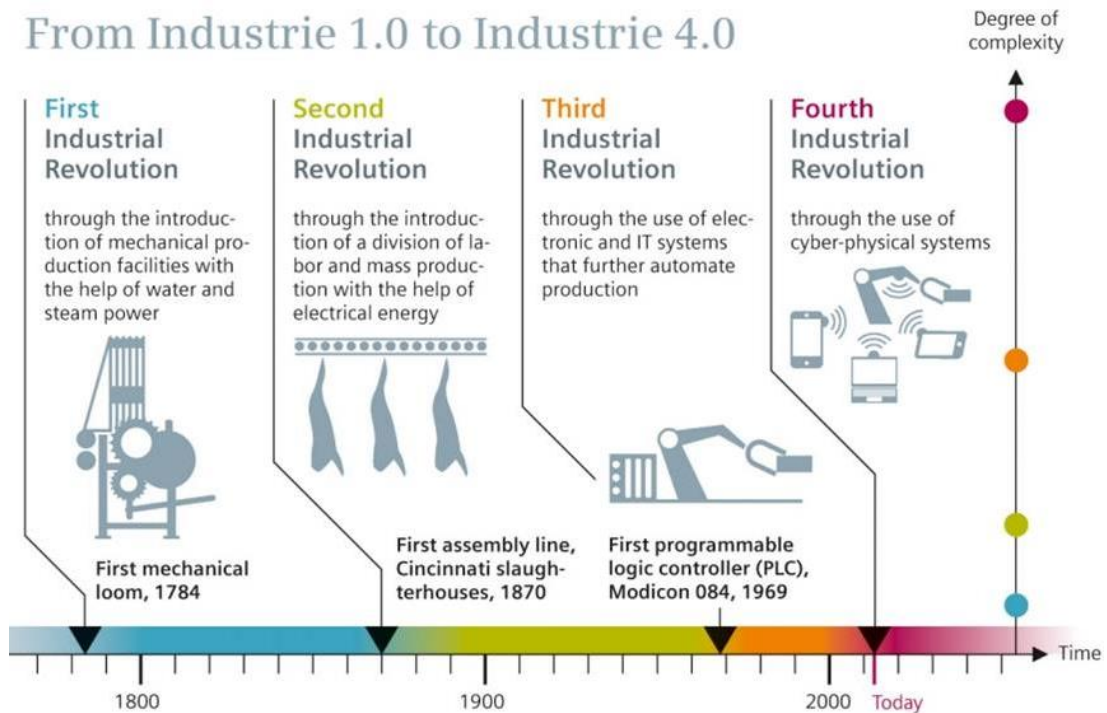 From Industrie 1.0 to Industrie 4.0
Degree of
complexity
First
Industrial
Revolution
through the introduc-
tion of mechanical pro-
duction facilities with
the help of water and
steam power
First mechanical
loom, 1784
Second
Industrial
Revolution
through the introduc-
tion of a division of la-
bor and mass produc-
tion with the help of
electrical energy
First assembly line,
Cincinnati slaugh-
terhouses, 1870
Third
Industrial
Revolution
through the use of elec-
tronic and IT systems
that further automate
production
First programmable
logic controller (PLC),
Modicon 084, 1969
Fourth
Industrial
Revolution
through the use of
cyber-physical systems
Time
1800
1900
2000
Today